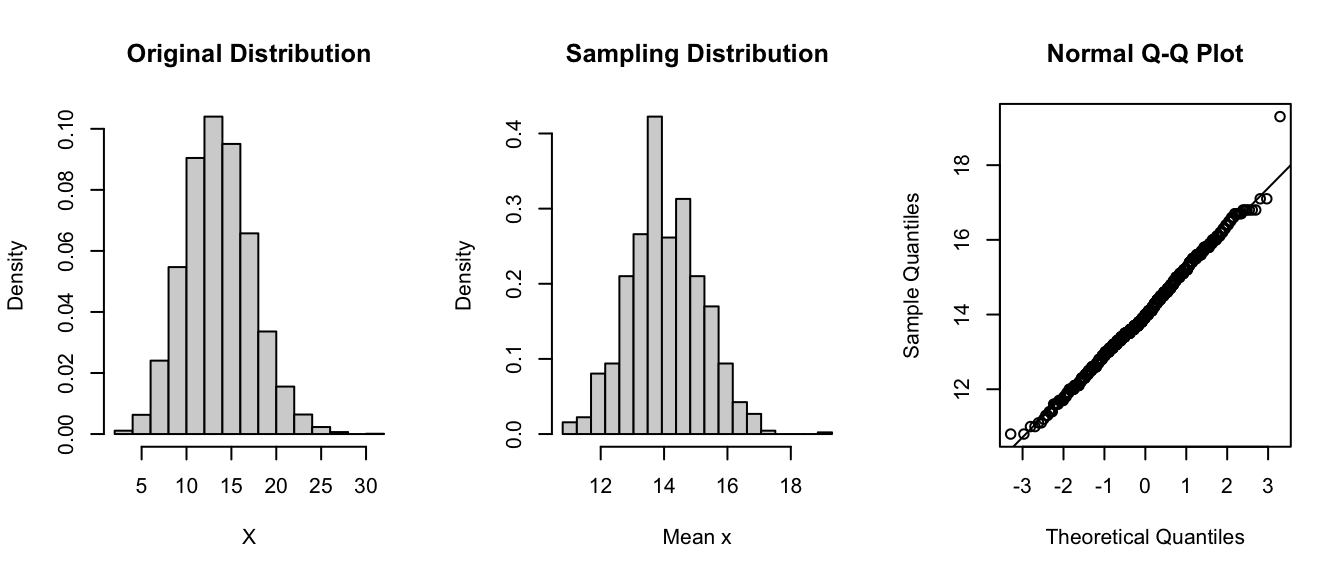 Original Distribution
Density
0.00 0.02 0.04 0.06 0.08 0.10
5 10 15 20 25 30
X
Sampling Distribution
Density
0.0 0.1 0.2 0.3 0.4
12 14 16 18
Mean x
Normal Q-Q Plot
Sample Quantiles
12 14 16 18
-3 -2 -1 0 1 2 3
Theoretical Quantiles